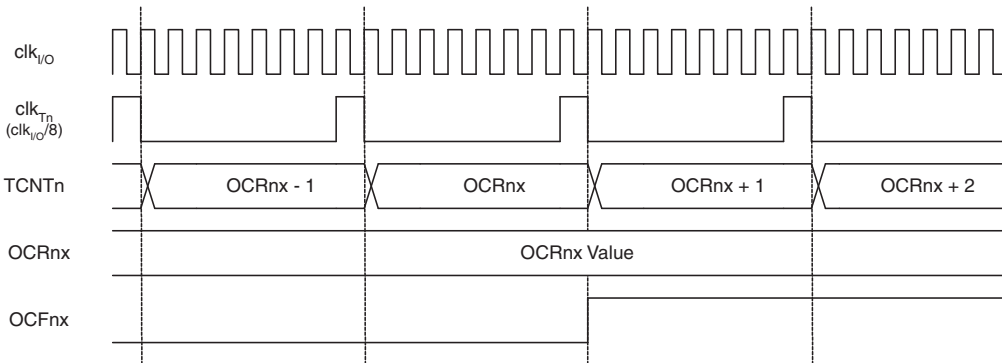 clkI/O
clkTn
(clkI/O/8)
TCNTn OCRnx - 1 OCRnx OCRnx + 1 OCRnx + 2
OCRnx OCRnx Value
OCFnx